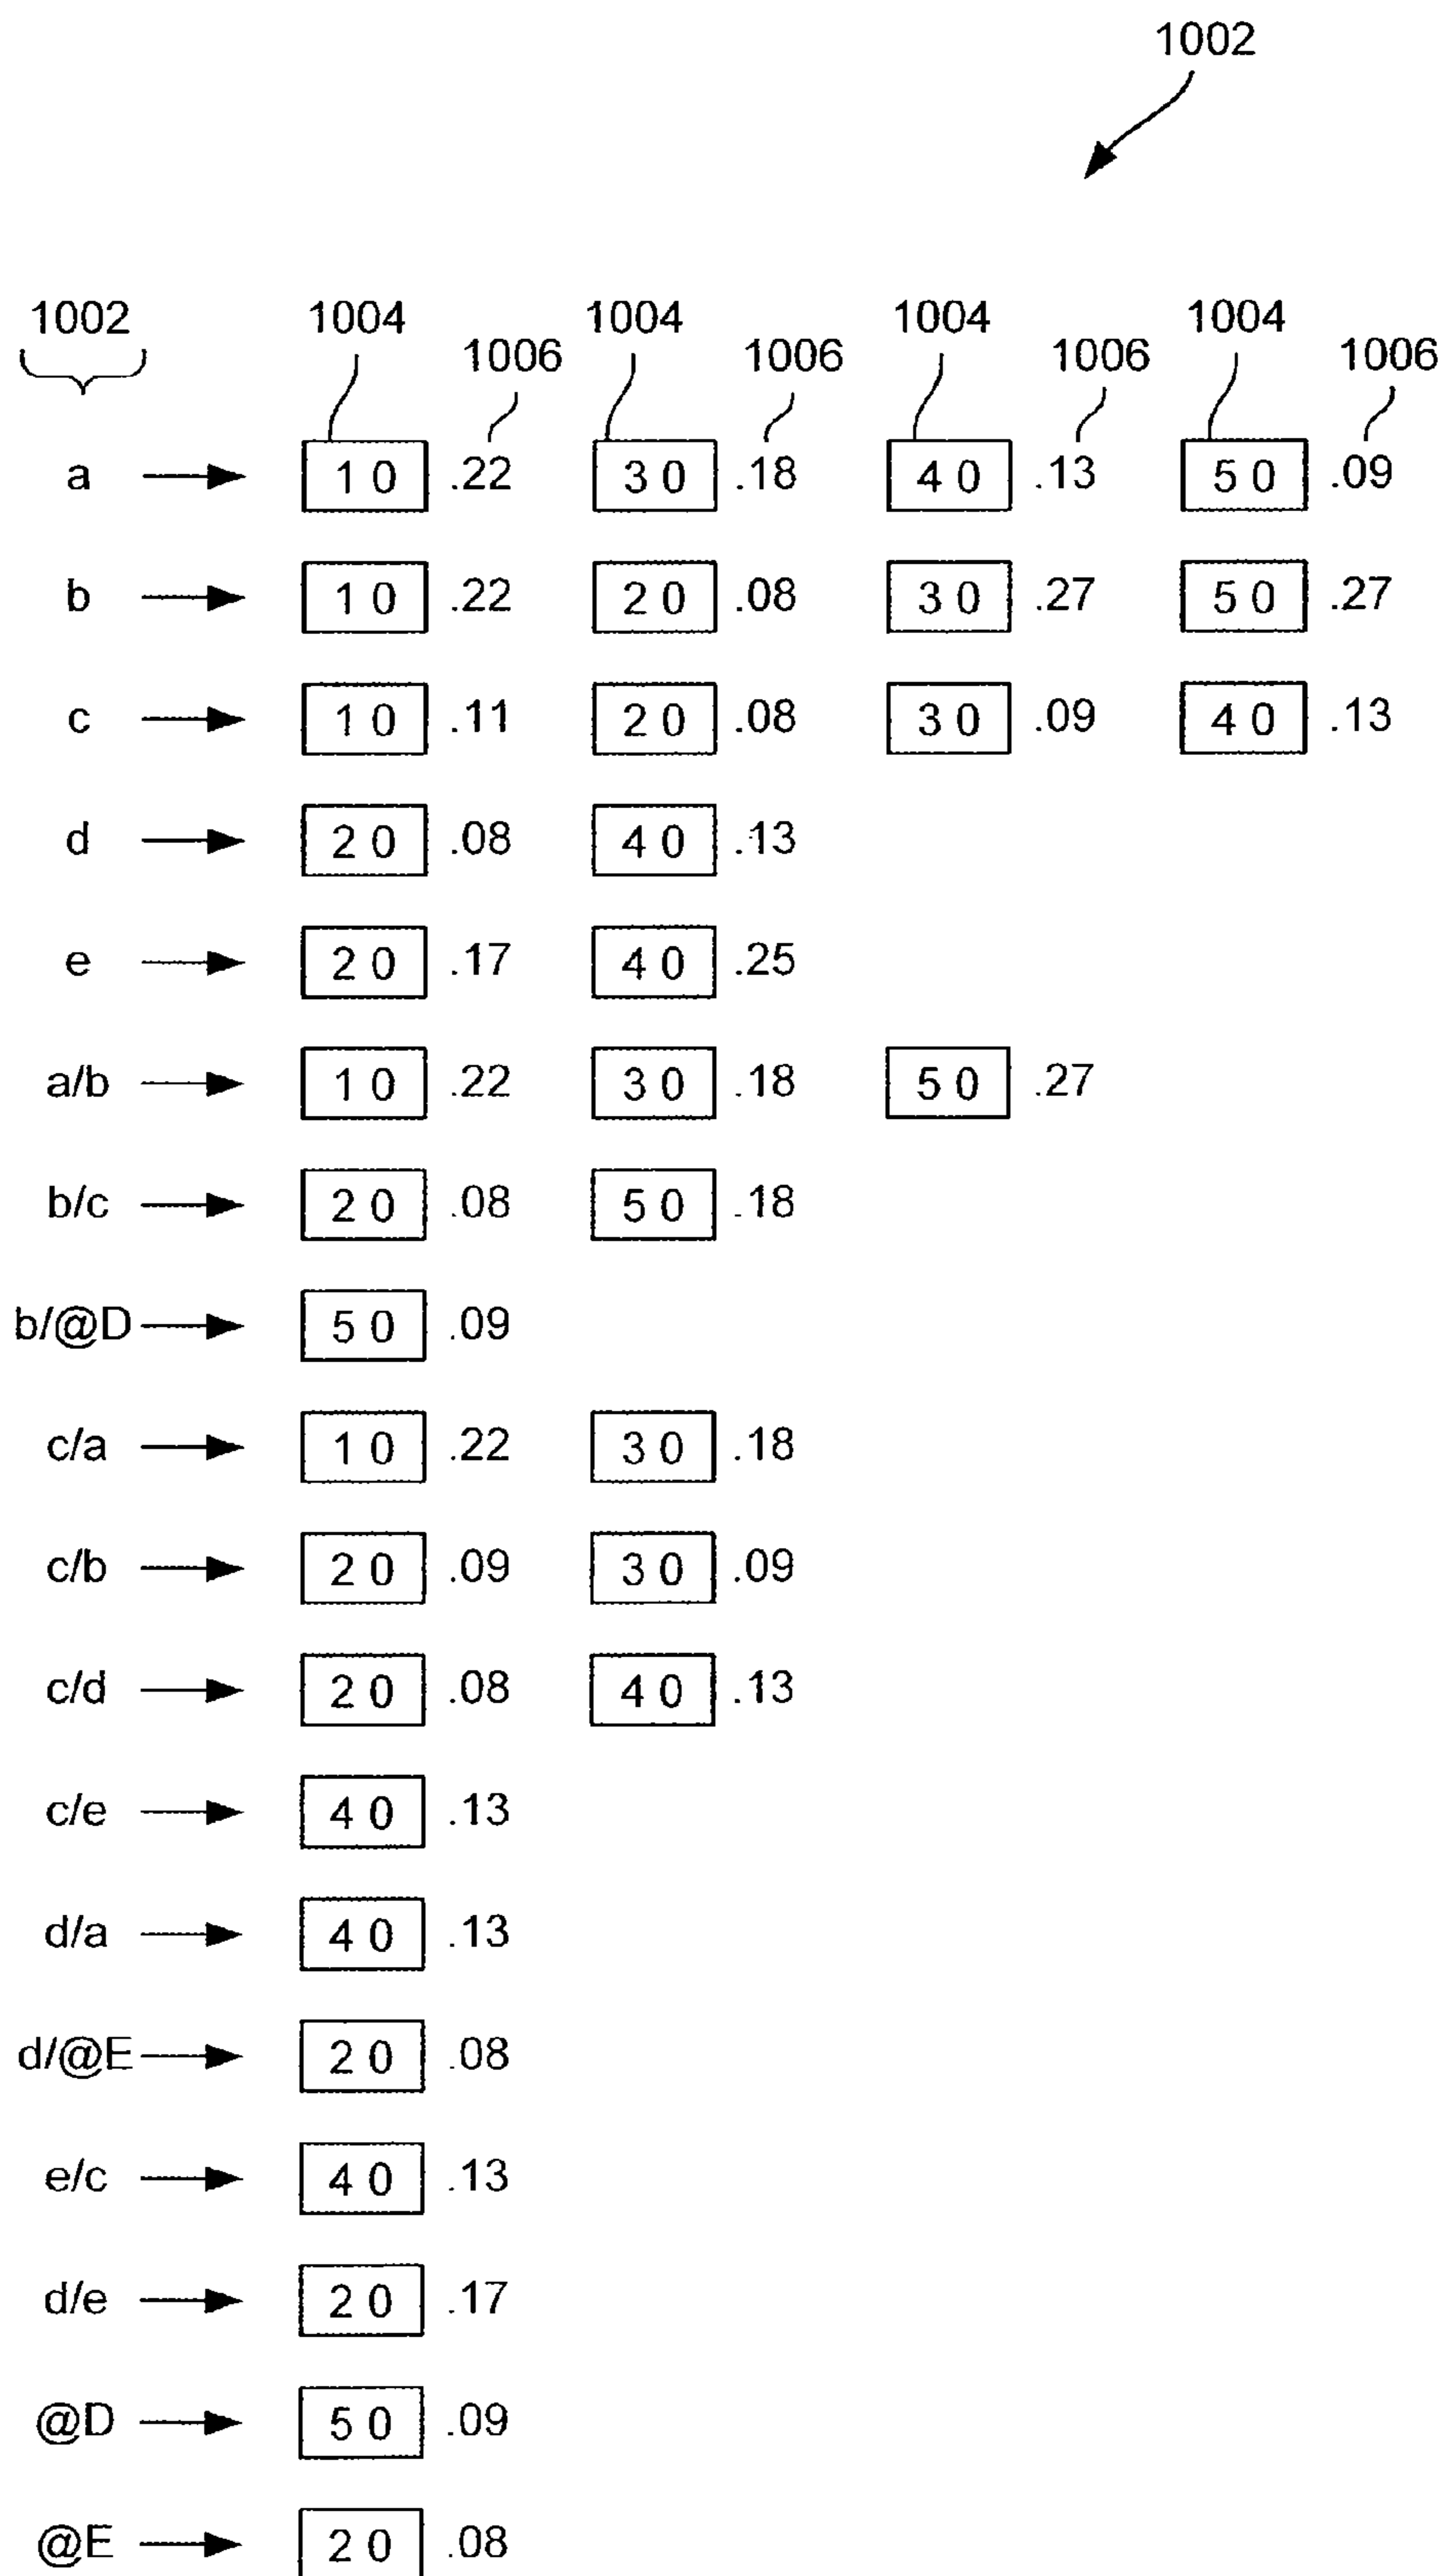 1002
1002 1004 1004 1004 1004
1006 1006 1006 1006
a 10 .22 30 .18 40 .13 50 .09
b 10 .22 20 .08 30 .27 50 .27
c 10 .11 20 .08 30 .09 40 .13
d 20 .08 40 .13
e 20 .17 40 .25
a/b 10 .22 30 .18 50 .27
b/c 20 .08 50 .18
b/@D 50 .09
c/a 10 .22 30 .18
c/b 20 .09 30 .09
c/d 20 .08 40 .13
c/e 40 .13
d/a 40 .13
d/@E 20 .08
e/c 40 .13
d/e 20 .17
@D 50 .09
@E 20 .08